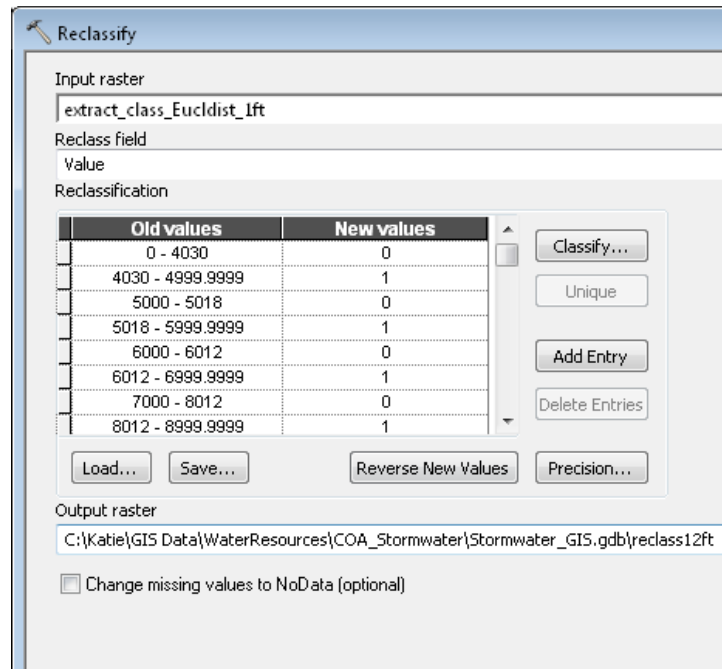 Reclassify
Input raster
extract_class_Eucldist_1ft
Reclass field
Value
Reclassification
Old values New values
0 - 4030 0
4030 - 4999.9999 1
5000 - 5018 0
5018 - 5999.9999 1
6000 - 6012 0
6012 - 6999.9999 1
7000 - 8012 0
8012 - 8999.9999 1
Classify...
Unique
Add Entry
Delete Entries
Load... Save... Reverse New Values Precision...
Output raster
C:\Katie\GIS Data\WaterResources\COA_Stormwater\Stormwater_GIS.gdb\reclass12ft
Change missing values to NoData (optional)